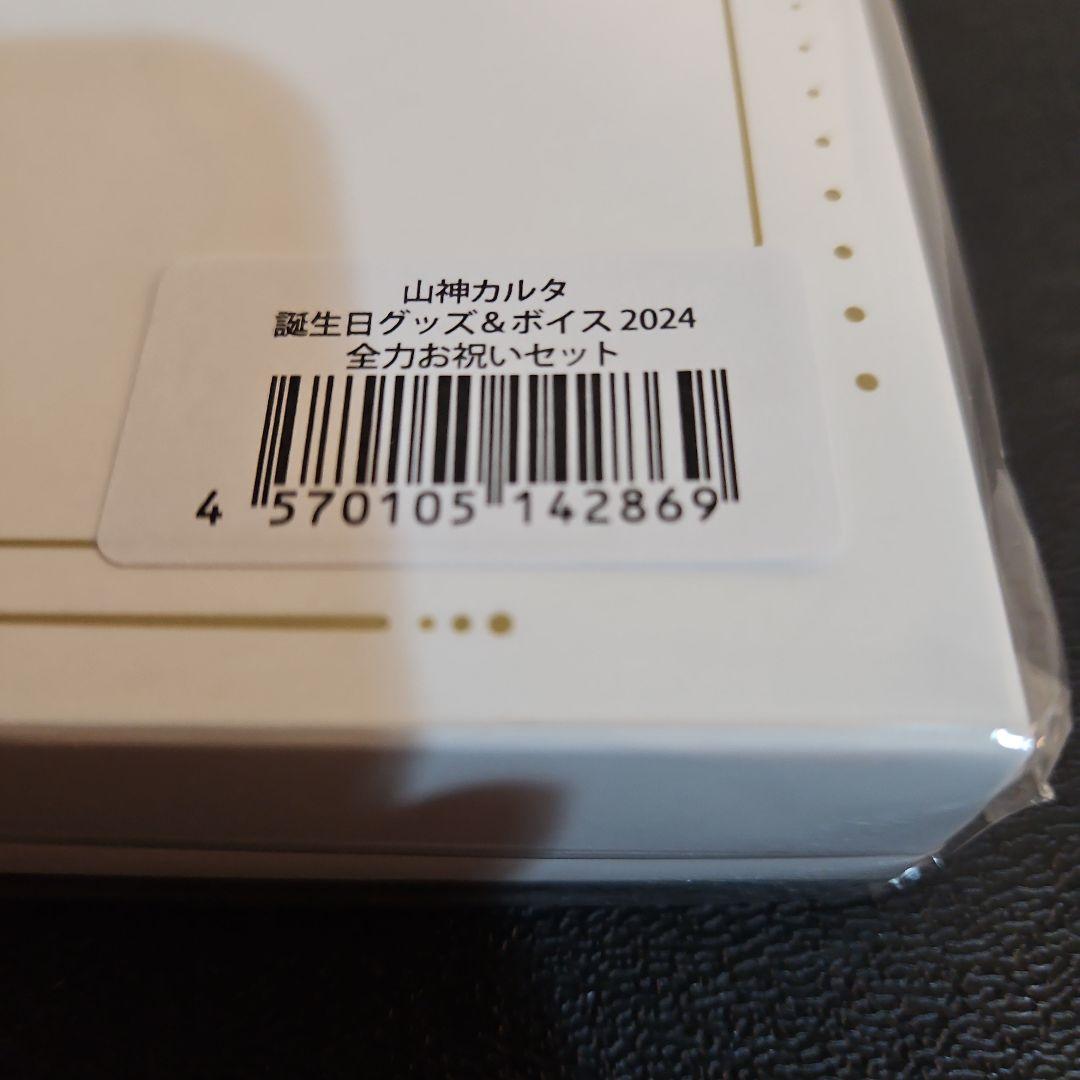 山神カルタ
誕生日グッズ&ボイス 2024
全力お祝いセット
4 570105 142869